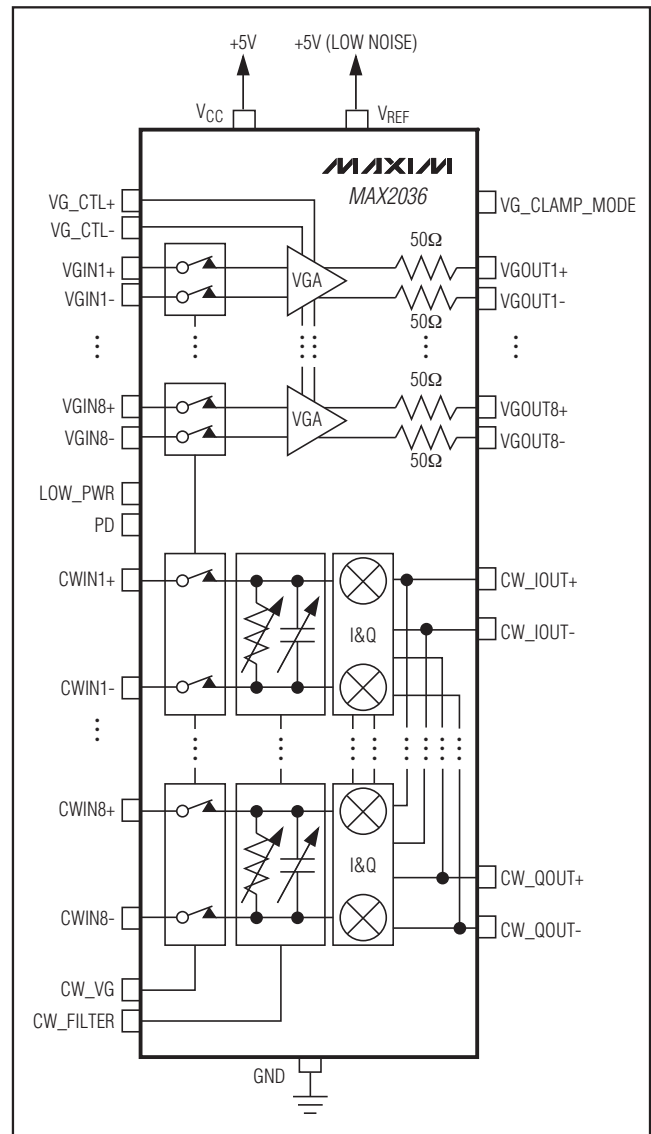 +5V
+5V (LOW NOISE)
VCC
VREF
MAXIM
MAX2036
VG_CTL+
VG_CTL-
VG_CLAMP_MODE
50Ω
VGIN1+
VGA
VGOUT1+
VGIN1-
VGOUT1-
50Ω
50Ω
VGIN8+
VGA
VGOUT8+
VGIN8-
VGOUT8-
50Ω
LOW_PWR
PD
CWIN1+
CW_IOUT+
I&Q
CW_IOUT-
CWIN1-
CWIN8+
I&Q
CW_QOUT+
CWIN8-
CW_QOUT-
CW_VG
CW_FILTER
GND